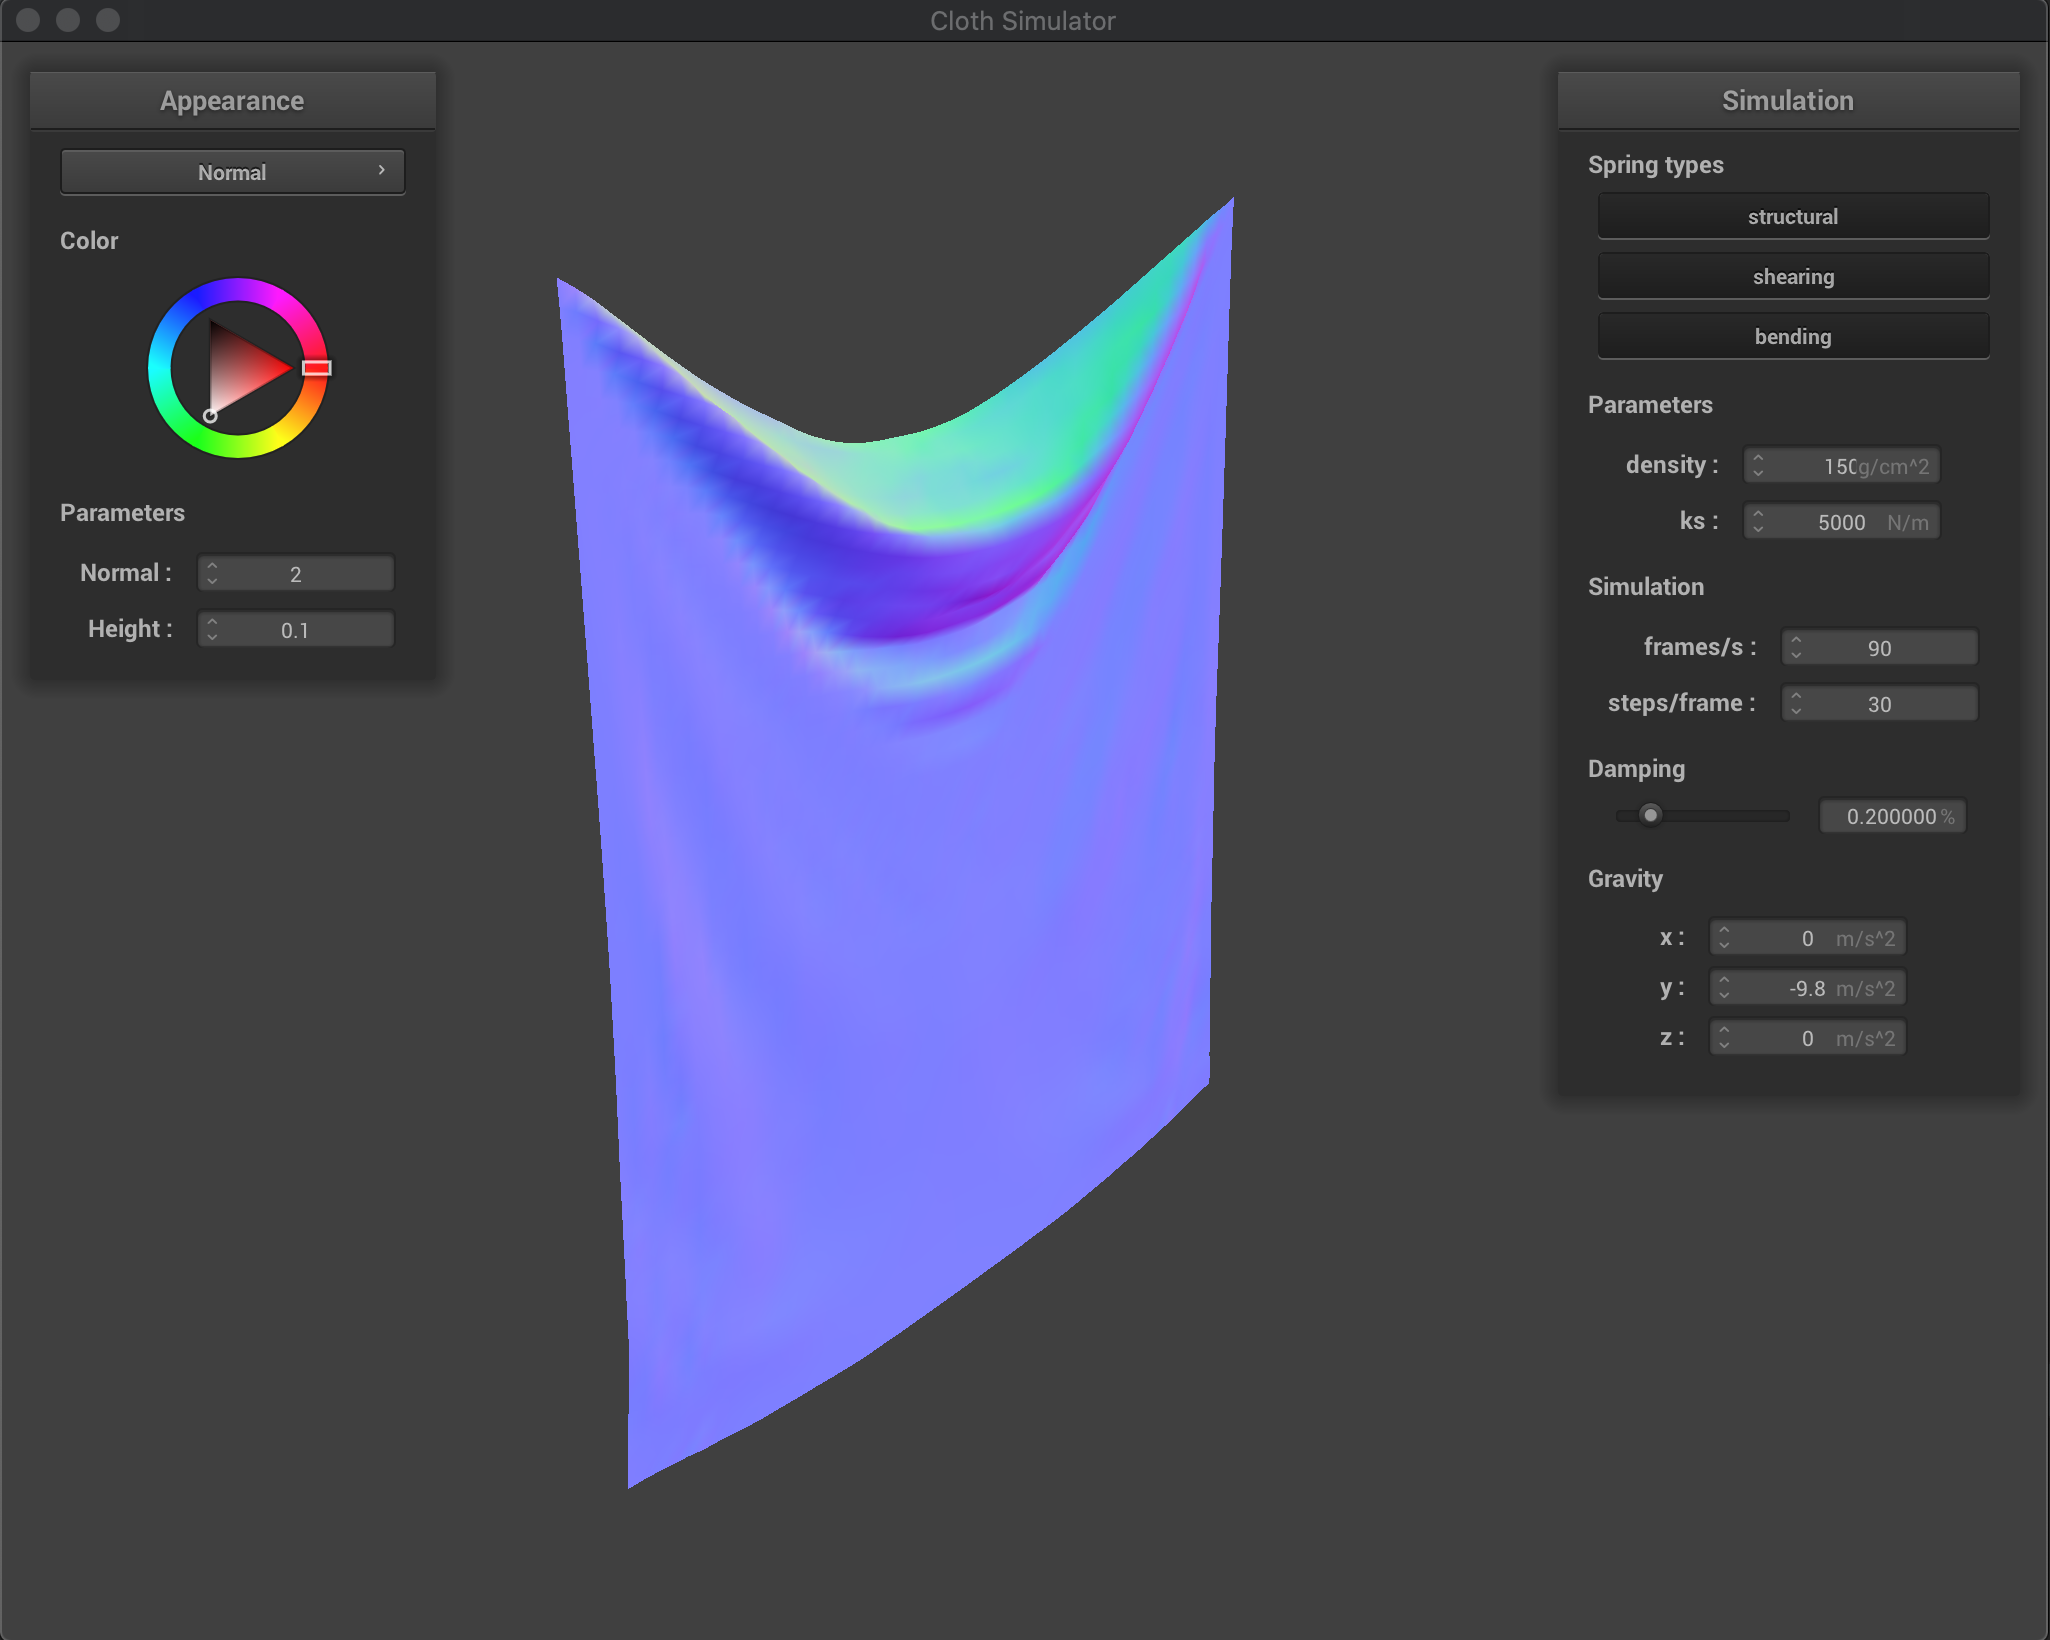 Cloth Simulator
Appearance
Normal
Color
Parameters
Normal : 2
Height : 0.1
Simulation
Spring types
structural
shearing
bending
Parameters
density : 150 g/cm^2
ks : 5000 N/m
Simulation
frames/s : 90
steps/frame : 30
Damping
0.200000 %
Gravity
x : 0 m/s^2
y : -9.8 m/s^2
z : 0 m/s^2